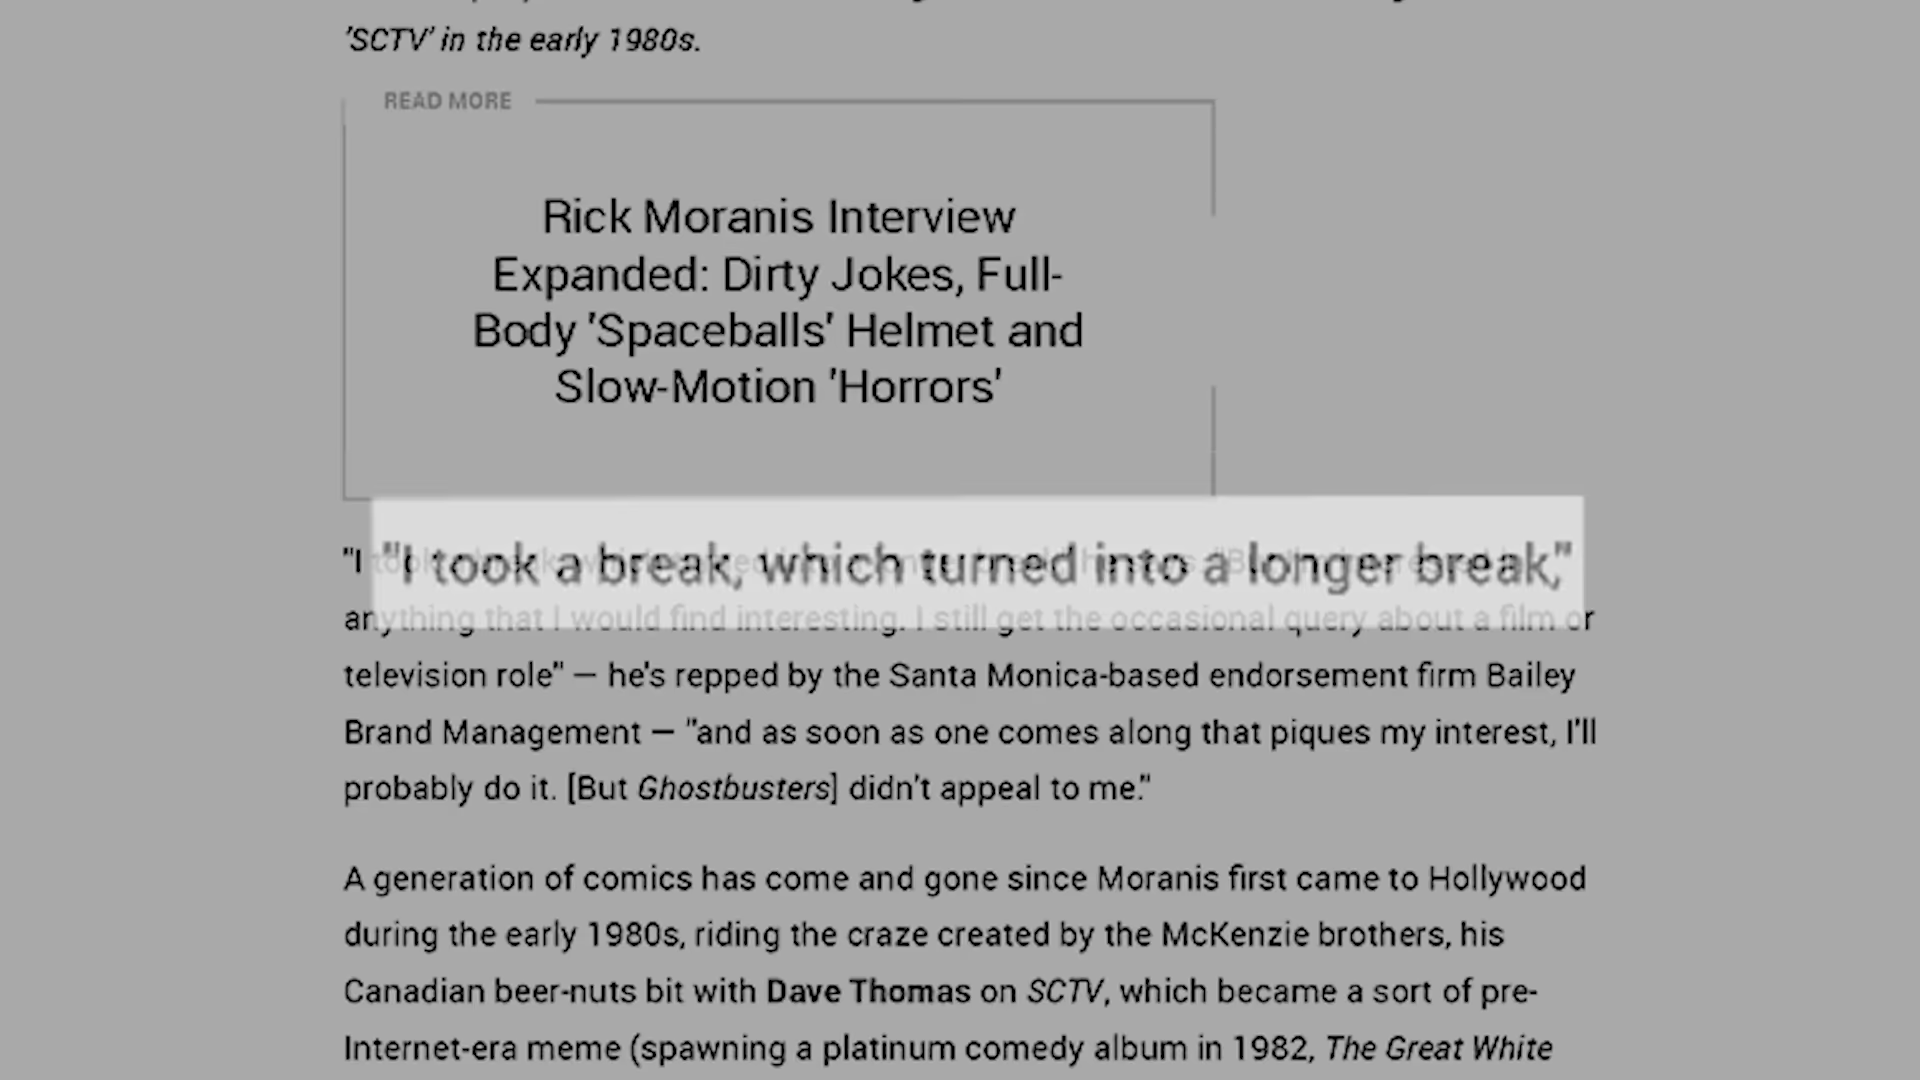 'SCTV' in the early 1980s.
READ MORE
Rick Moranis Interview
Expanded: Dirty Jokes, Full-
Body 'Spaceballs' Helmet and
Slow-Motion 'Horrors'
"I
"I took a break, which turned into a longer break,"
anything that I would find interesting. I still get the occasional query about a film or
television role" — he's repped by the Santa Monica-based endorsement firm Bailey
Brand Management — "and as soon as one comes along that piques my interest, I'll
probably do it. [But Ghostbusters] didn't appeal to me."
A generation of comics has come and gone since Moranis first came to Hollywood
during the early 1980s, riding the craze created by the McKenzie brothers, his
Canadian beer-nuts bit with Dave Thomas on SCTV, which became a sort of pre-
Internet-era meme (spawning a platinum comedy album in 1982, The Great White